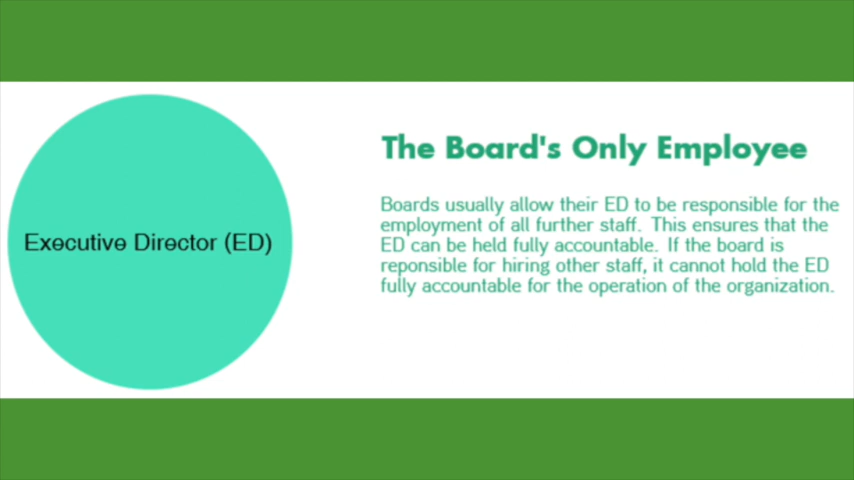 The Board's Only Employee
Executive Director (ED)
Boards usually allow their ED to be responsible for the
employment of all further staff. This ensures that the
ED can be held fully accountable. If the board is
reponsible for hiring other staff, it cannot hold the ED
fully accountable for the operation of the organization.